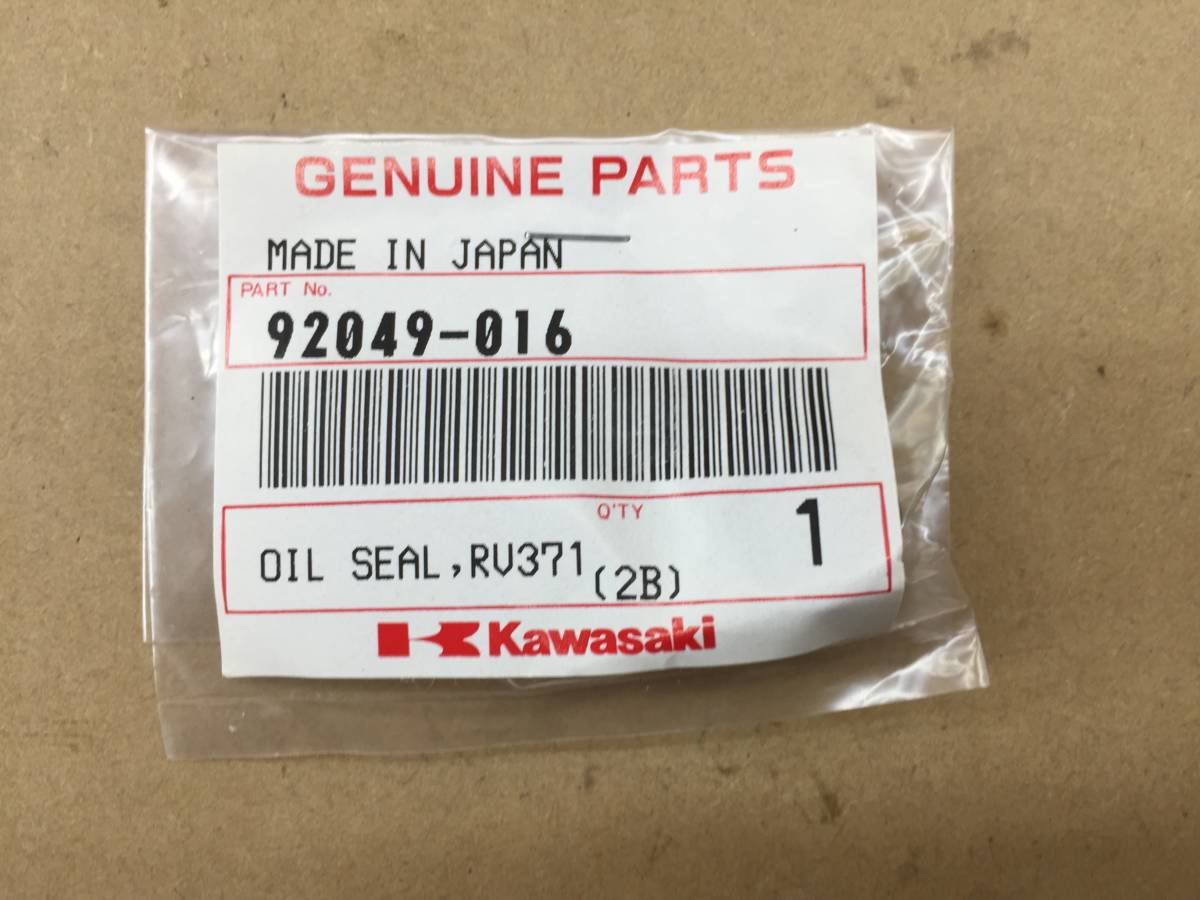 GENUINE PARTS
MADE IN JAPAN
PART No.
92049-016
Q'TY
1
OIL SEAL,RV371
(2B)
Kawasaki